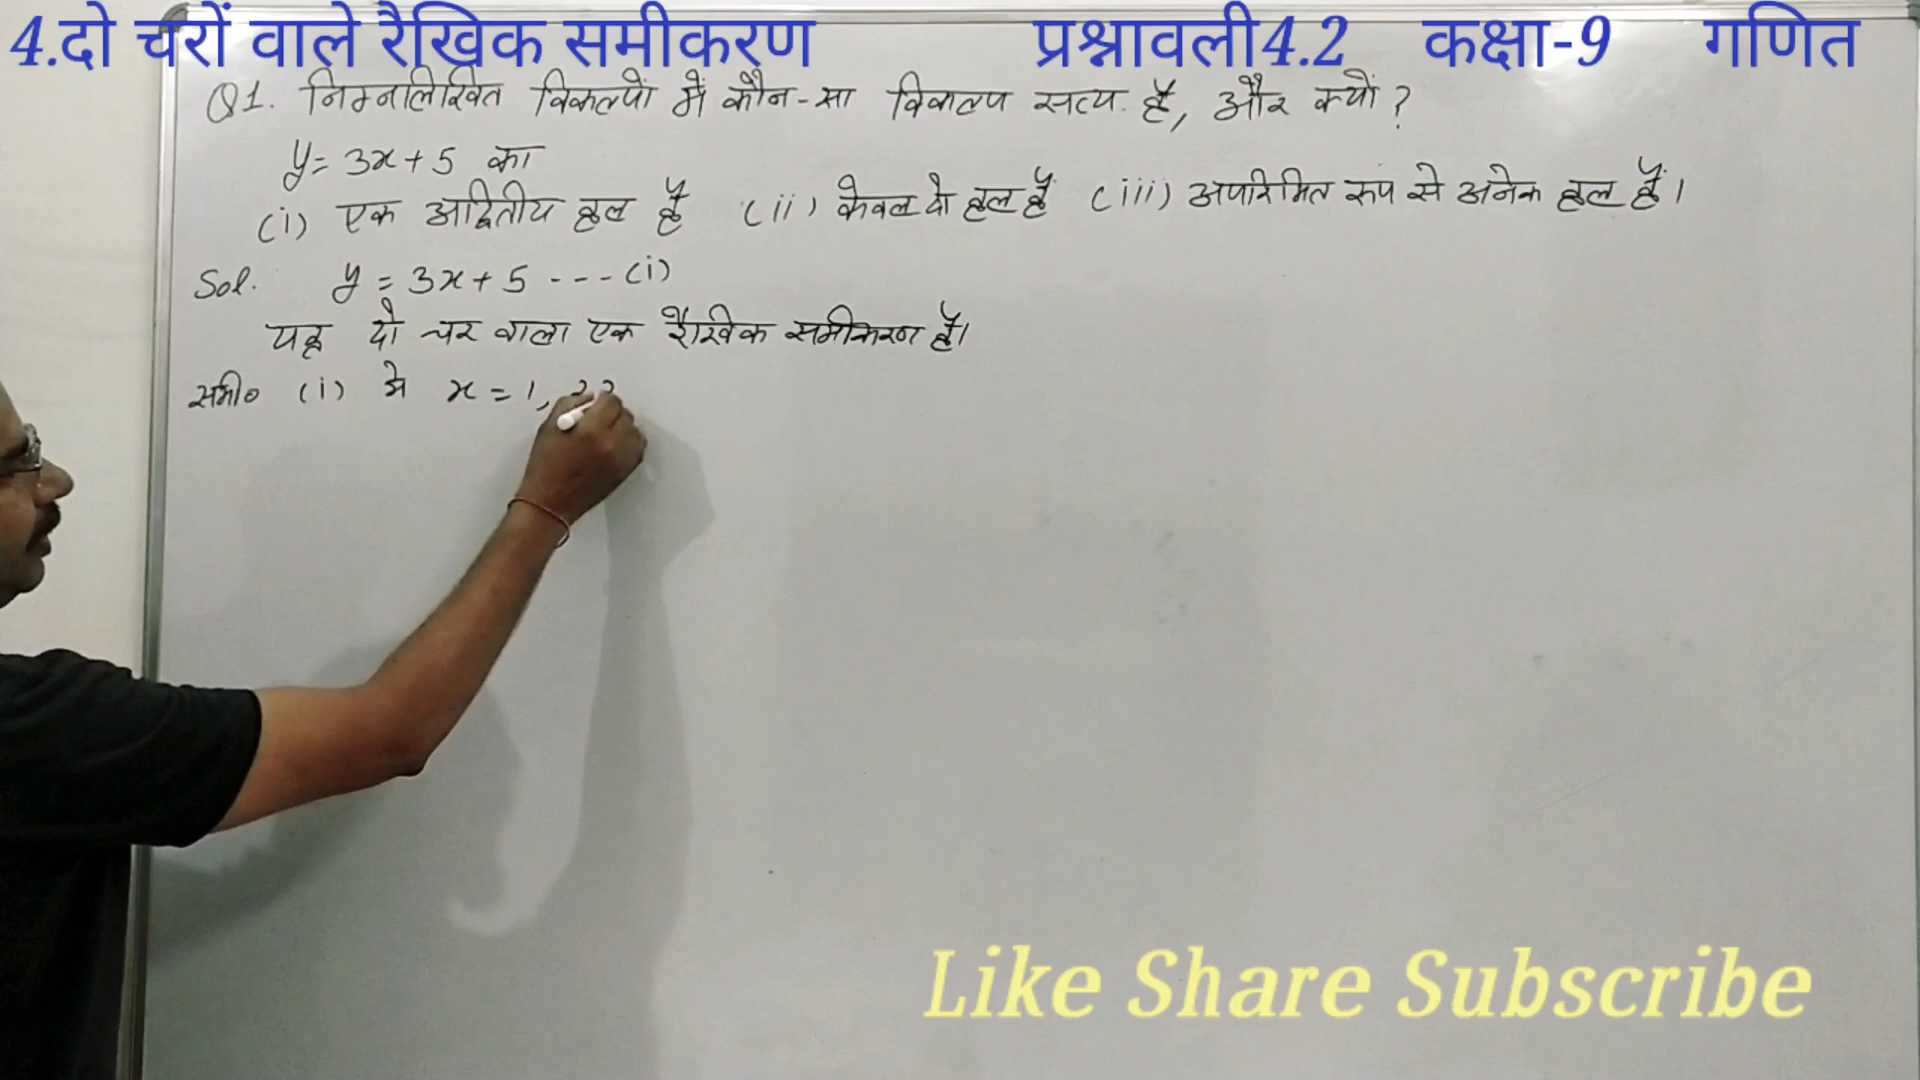 4.दो चरों वाले रैखिक समीकरण प्रश्नावली4.2 कक्षा-9 गणित
Q1. निम्नलिखित विकल्पों में कौन-सा विकल्प सत्य है, और क्यों?
y = 3x + 5 का
(i) एक अद्वितीय हल है (ii) केवल दो हल हैं (iii) अपरिमित रूप से अनेक हल हैं।
Sol. y = 3x + 5 --- (i)
यह दो चर वाला एक रैखिक समीकरण है।
समी० (i) मे x = 1,
Like Share Subscribe